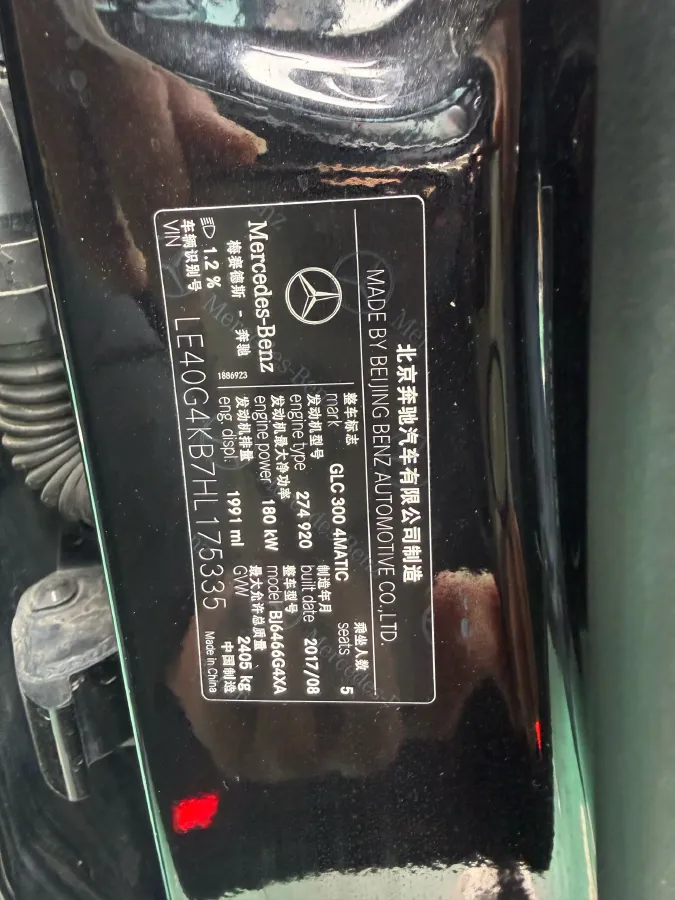 北京奔驰汽车有限公司制造
MADE BY BEIJING BENZ AUTOMOTIVE CO.,LTD.
Mercedes-Benz
梅赛德斯 - 奔驰
1886923
整车标志
mark
GLC 300 4MATIC
乘坐人数
seats
5
发动机型号
engine type
274 920
制造年月
built date
2017/08
发动机最大净功率
engine power
180 kW
整车型号
model
BJ6466G4XA
发动机排量
eng. displ.
1991 ml
最大允许总质量
GVW
2405 kg
1.2 %
车辆识别号
VIN
LE40G4KB7HL175335
中国制造
Made In China